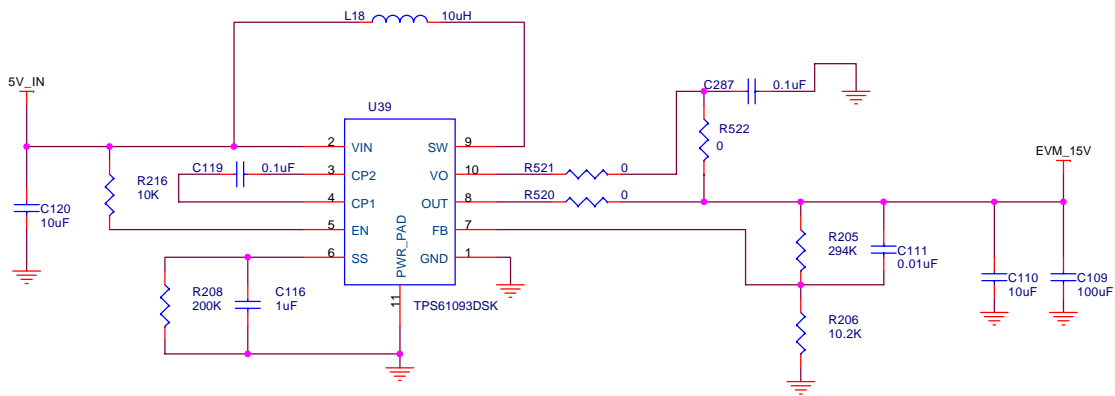 L18 10uH
5V_IN
C287 0.1uF
U39
R522
0
EVM_15V
2 VIN SW 9
C119 0.1uF 3 CP2 VO 10 R521 0
R216
10K
4 CP1 OUT 8 R520 0
C120
10uF
5 EN FB 7
R205
294K
C111
0.01uF
6 SS PWR_PAD GND 1
R208
200K
C116
1uF
11 TPS61093DSK
C110
10uF
C109
100uF
R206
10.2K